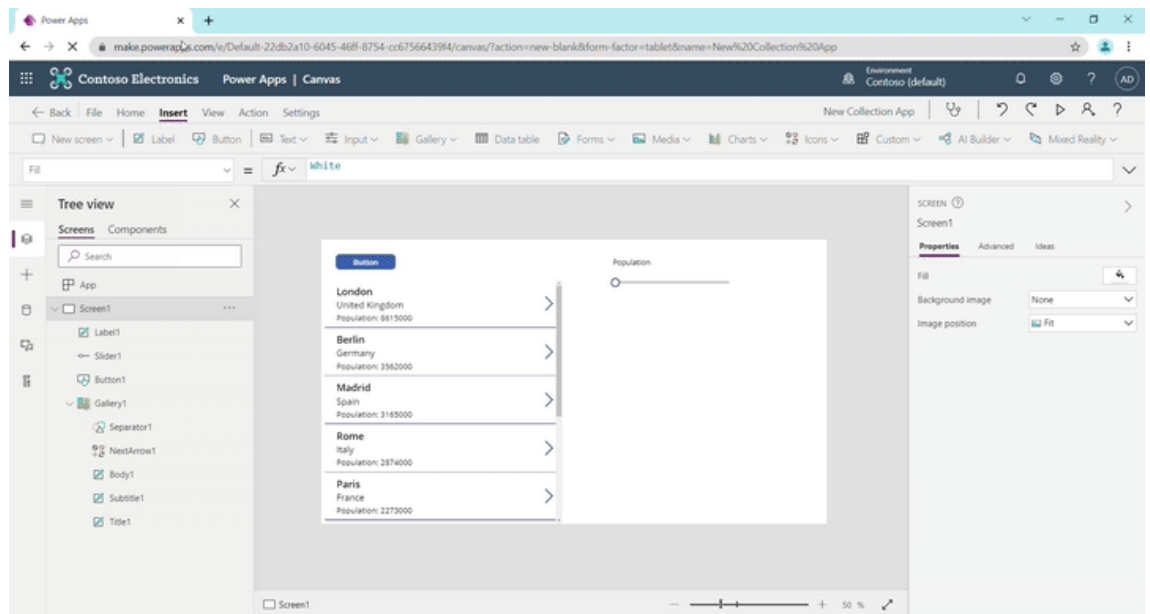 Power Apps
make.powerapps.com/e/Default-22db2a10-6045-46ff-8754-cc67566439f4/canvas/?action=new-blank&form-factor=tablet&name=New%20Collection%20App
Contoso Electronics Power Apps | Canvas
Environment
Contoso (default)
AD
Back File Home Insert View Action Settings New Collection App
New screen Label Button Text Input Gallery Data table Forms Media Charts Icons Custom AI Builder Mixed Reality
Fill = fx White
Tree view
Screens Components
Search
App
Screen1
Label1
Slider1
Button1
Gallery1
Separator1
NextArrow1
Body1
Subtitle1
Title1
Button
London
United Kingdom
Population: 8615000
Berlin
Germany
Population: 3562000
Madrid
Spain
Population: 3165000
Rome
Italy
Population: 2874000
Paris
France
Population: 2273000
Population
SCREEN
Screen1
Properties Advanced Ideas
Fill
Background image None
Image position Fit
Screen1
50 %